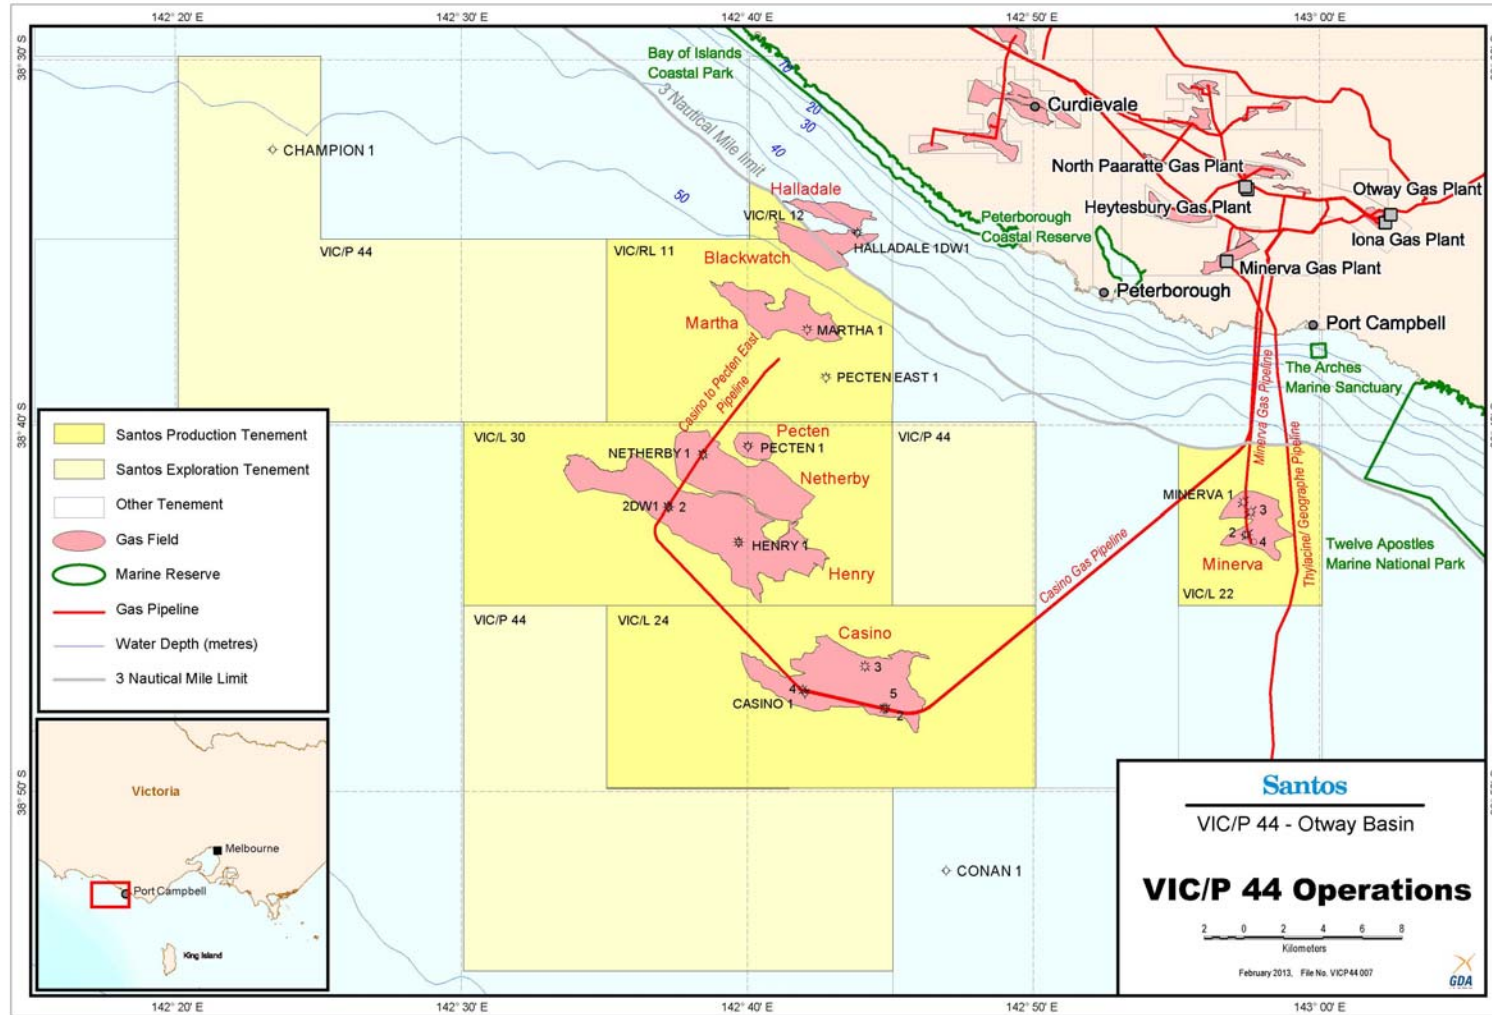 142° 20' E
142° 30' E
142° 40' E
142° 50' E
143° 00' E
38° 30' S
38° 40' S
38° 50' S
Bay of Islands
Coastal Park
10
20
30
40
50
3 Nautical Mile limit
CHAMPION 1
Curdievale
North Paaratte Gas Plant
Otway Gas Plant
Heytesbury Gas Plant
Iona Gas Plant
Minerva Gas Plant
Halladale
VIC/RL 12
HALLADALE 1DW1
Peterborough
Coastal Reserve
VIC/P 44
VIC/RL 11
Blackwatch
Peterborough
Martha
MARTHA 1
Port Campbell
The Arches
Marine Sanctuary
PECTEN EAST 1
Casino to Pecten East
Pipeline
Minerva Gas Pipeline
Thylacine/ Geographe Pipeline
Santos Production Tenement
Santos Exploration Tenement
Other Tenement
Gas Field
Marine Reserve
Gas Pipeline
Water Depth (metres)
3 Nautical Mile Limit
VIC/L 30
Pecten
VIC/P 44
NETHERBY 1
PECTEN 1
Netherby
2DW1
2
HENRY 1
Henry
MINERVA 1
3
2
4
Minerva
VIC/L 22
Twelve Apostles
Marine National Park
Casino Gas Pipeline
VIC/P 44
VIC/L 24
Casino
3
4
5
CASINO 1
2
CONAN 1
Victoria
Melbourne
Port Campbell
King Island
Santos
VIC/P 44 - Otway Basin
VIC/P 44 Operations
2 0 2 4 6 8
Kilometers
February 2013, File No. VICP44 007
GDA
142° 20' E
142° 30' E
142° 40' E
142° 50' E
143° 00' E